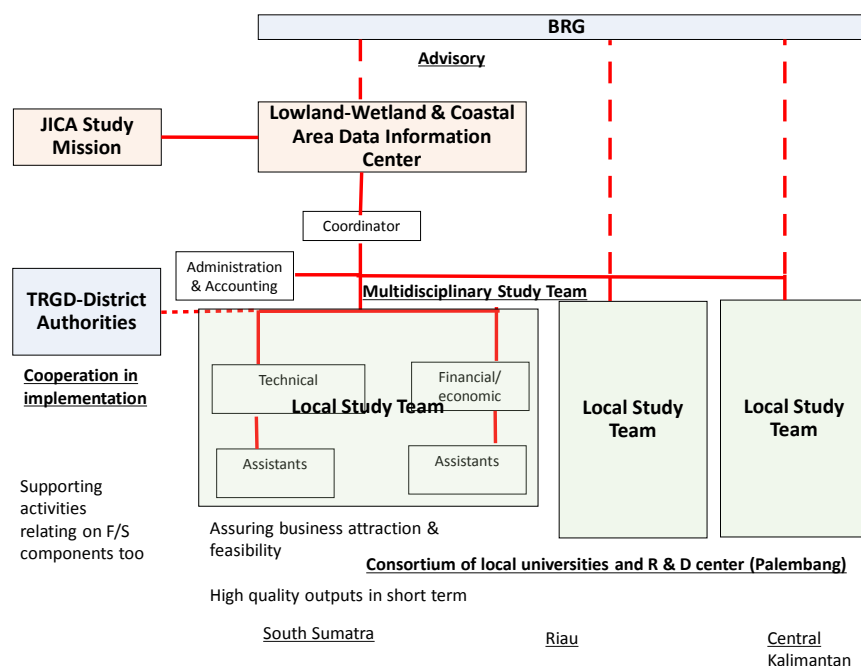 BRG
Advisory
JICA Study
Mission
Lowland-Wetland & Coastal
Area Data Information
Center
Coordinator
Administration
& Accounting
Multidisciplinary Study Team
TRGD-District
Authorities
Cooperation in
implementation
Technical
Financial/
economic
Local Study Team
Assistants
Assistants
Local Study
Team
Local Study
Team
Supporting
activities
relating on F/S
components too
Assuring business attraction &
feasibility
Consortium of local universities and R & D center (Palembang)
High quality outputs in short term
South Sumatra
Riau
Central
Kalimantan